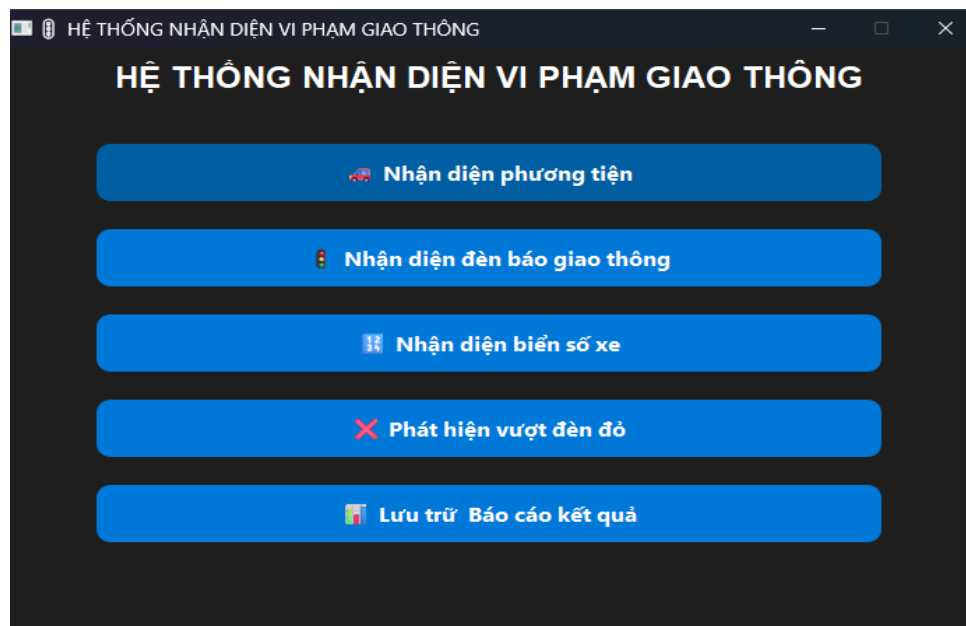 HỆ THỐNG NHẬN DIỆN VI PHẠM GIAO THÔNG
HỆ THỐNG NHẬN DIỆN VI PHẠM GIAO THÔNG
Nhận diện phương tiện
Nhận diện đèn báo giao thông
Nhận diện biển số xe
Phát hiện vượt đèn đỏ
Lưu trữ Báo cáo kết quả